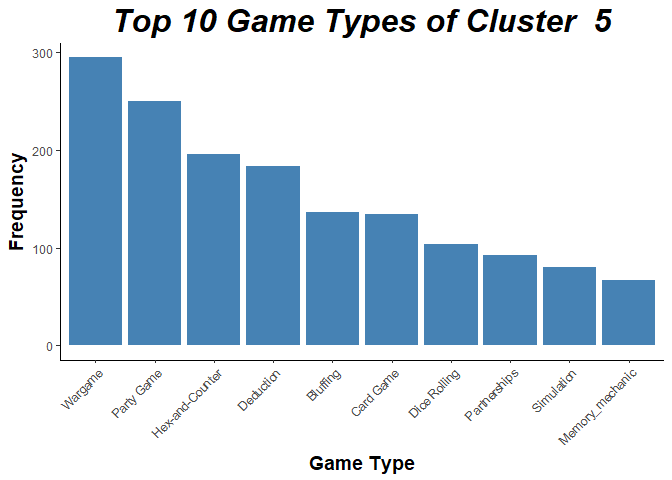 Top 10 Game Types of Cluster  5
Frequency
300
200
100
0
Wargame
Party Game
Hex-and-Counter
Deduction
Bluffing
Card Game
Dice Rolling
Partnerships
Simulation
Memory_mechanic
Game Type